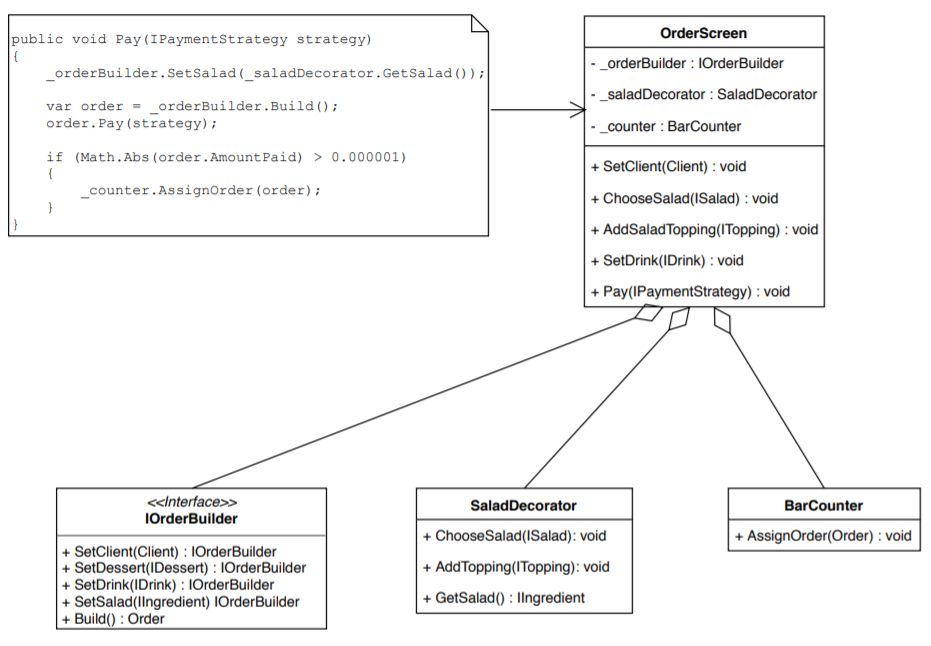 public void Pay(IPaymentStrategy strategy)
{
    _orderBuilder.SetSalad(_saladDecorator.GetSalad());
    var order = _orderBuilder.Build();
    order.Pay(strategy);
    if (Math.Abs(order.AmountPaid) > 0.000001)
    {
        _counter.AssignOrder(order);
    }
}
OrderScreen
- _orderBuilder : IOrderBuilder
- _saladDecorator : SaladDecorator
- _counter : BarCounter
+ SetClient(Client) : void
+ ChooseSalad(ISalad) : void
+ AddSaladTopping(ITopping) : void
+ SetDrink(IDrink) : void
+ Pay(IPaymentStrategy) : void
<<Interface>>
IOrderBuilder
+ SetClient(Client) : IOrderBuilder
+ SetDessert(IDessert) : IOrderBuilder
+ SetDrink(IDrink) : IOrderBuilder
+ SetSalad(IIngredient) IOrderBuilder
+ Build() : Order
SaladDecorator
+ ChooseSalad(ISalad): void
+ AddTopping(ITopping): void
+ GetSalad() : IIngredient
BarCounter
+ AssignOrder(Order) : void